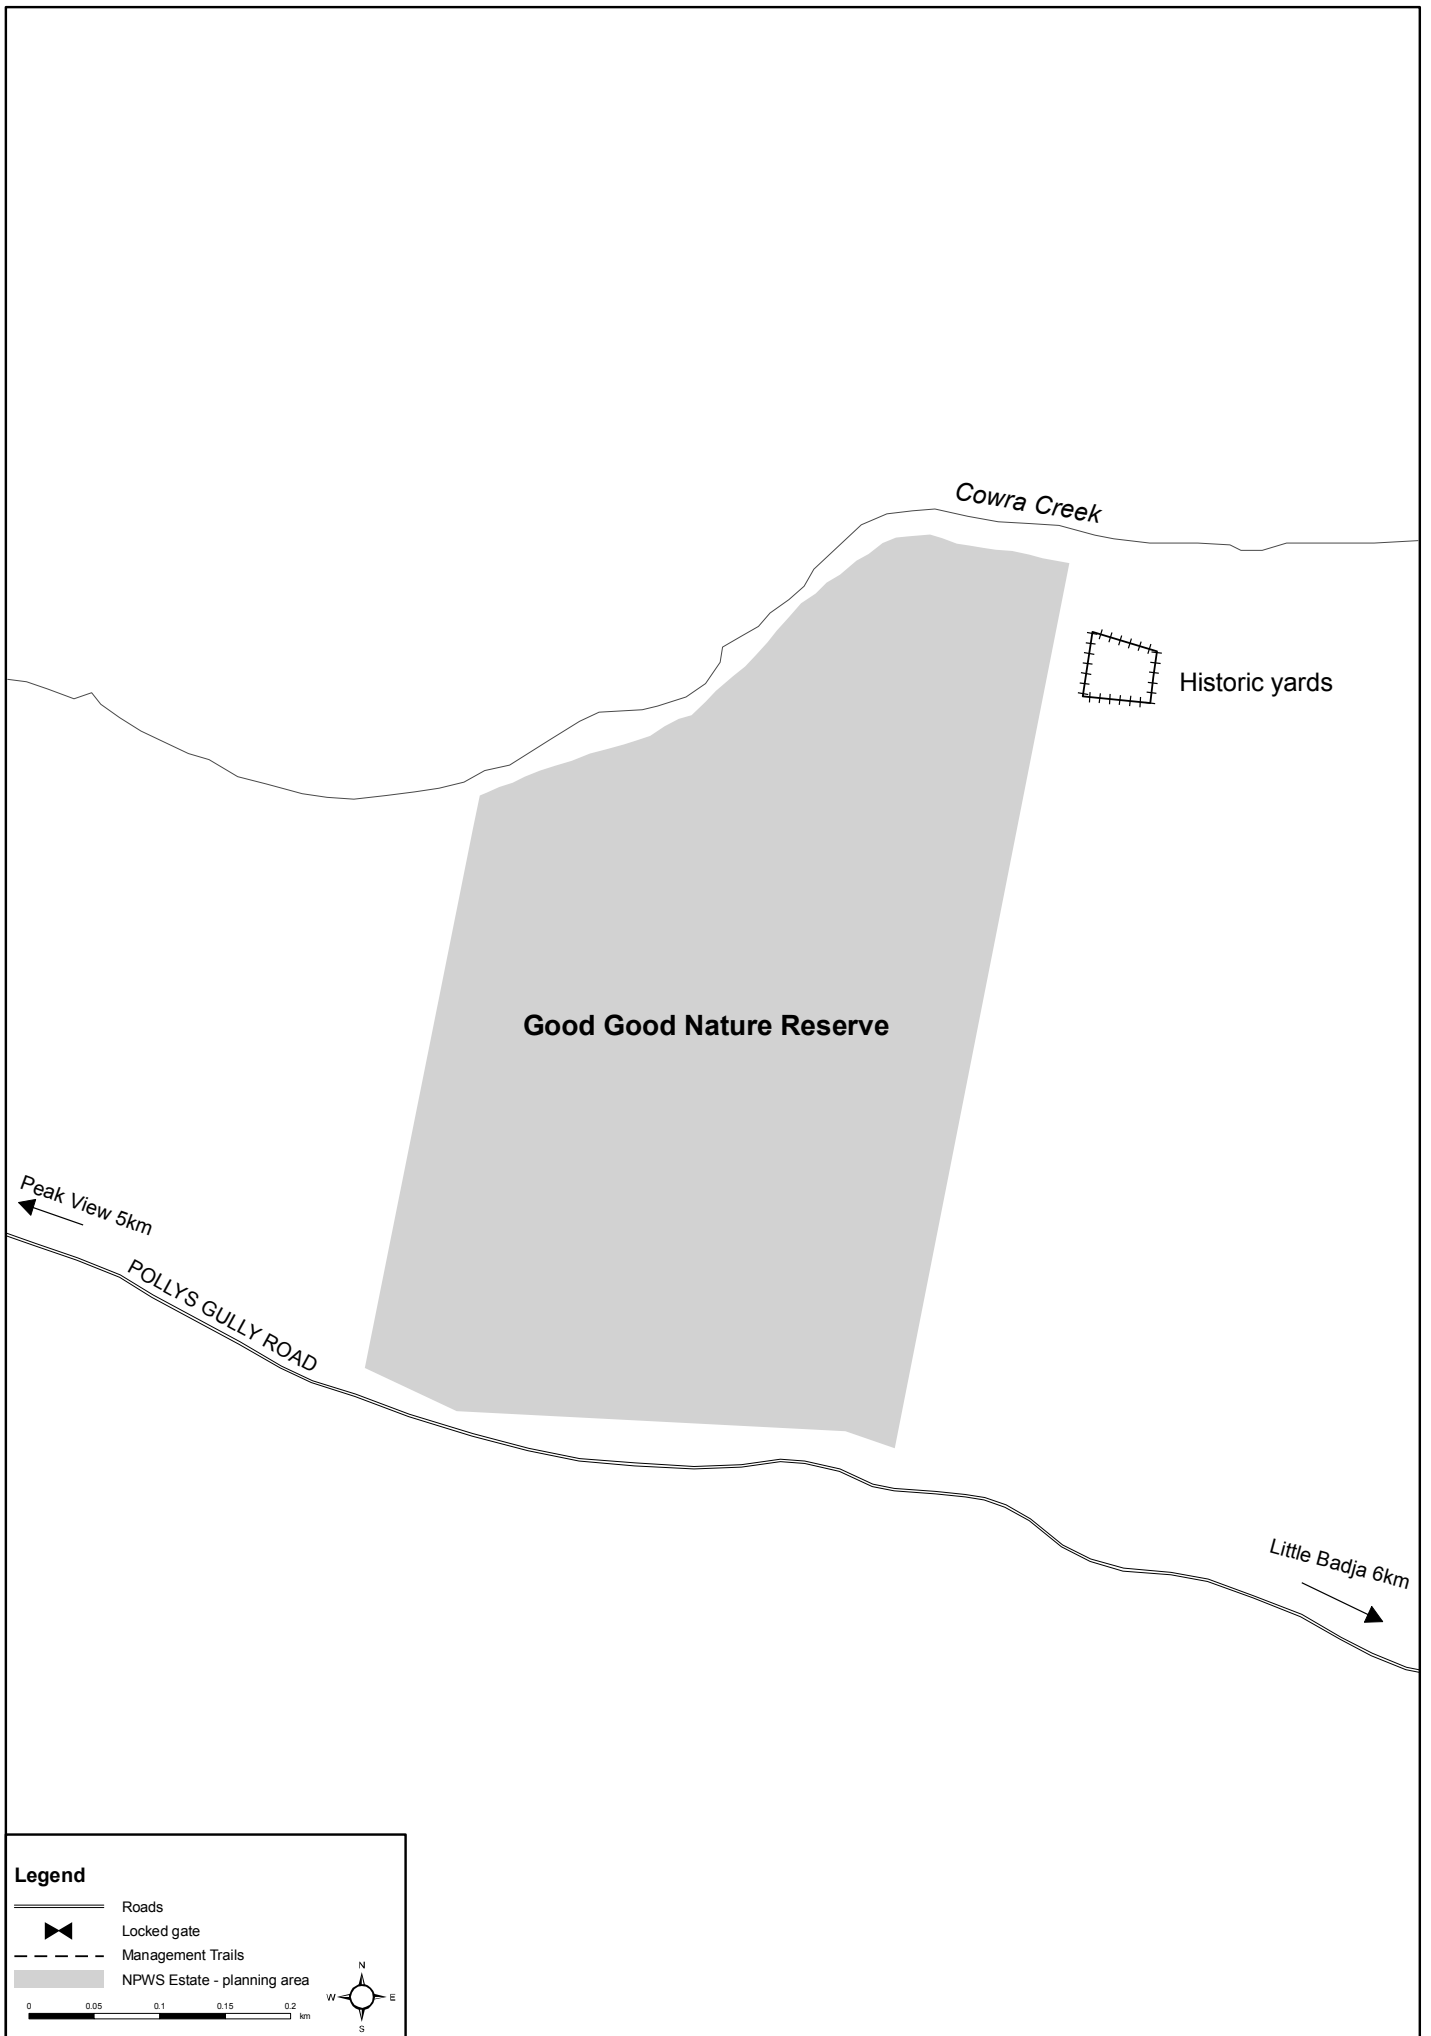 Cowra Creek
Historic yards
Good Good Nature Reserve
Peak View 5km
POLLYS GULLY ROAD
Little Badja 6km
Legend
Roads
Locked gate
Management Trails
NPWS Estate - planning area
0 0.05 0.1 0.15 0.2
km
N
W E
S